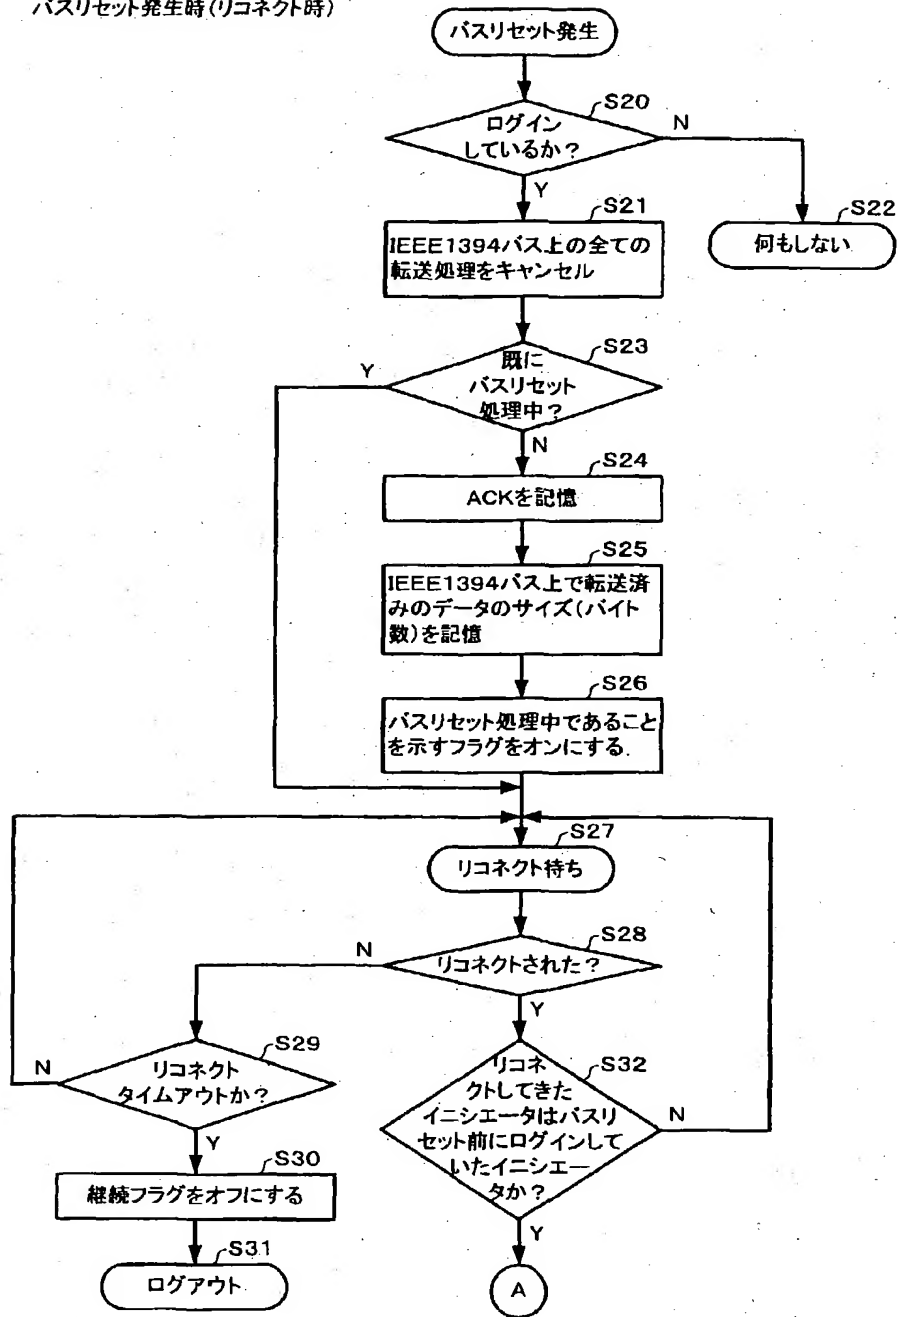 バスリセット発生時(リコネクト時)
バスリセット発生
S20
ログイン
しているか?
N
Y
S21
IEEE1394バス上の全ての
転送処理をキャンセル
S22
何もしない
S23
既に
バスリセット
処理中?
Y
N
S24
ACKを記憶
S25
IEEE1394バス上で転送済
みのデータのサイズ(バイト
数)を記憶
S26
バスリセット処理中であること
を示すフラグをオンにする.
S27
リコネクト待ち
S28
リコネクトされた?
N
Y
S29
リコネクト
タイムアウトか?
N
Y
S32
リコネ
クトしてきた
イニシエータはバスリ
セット前にログインして
いたイニシエー
タか?
N
Y
S30
継続フラグをオフにする
S31
ログアウト
A